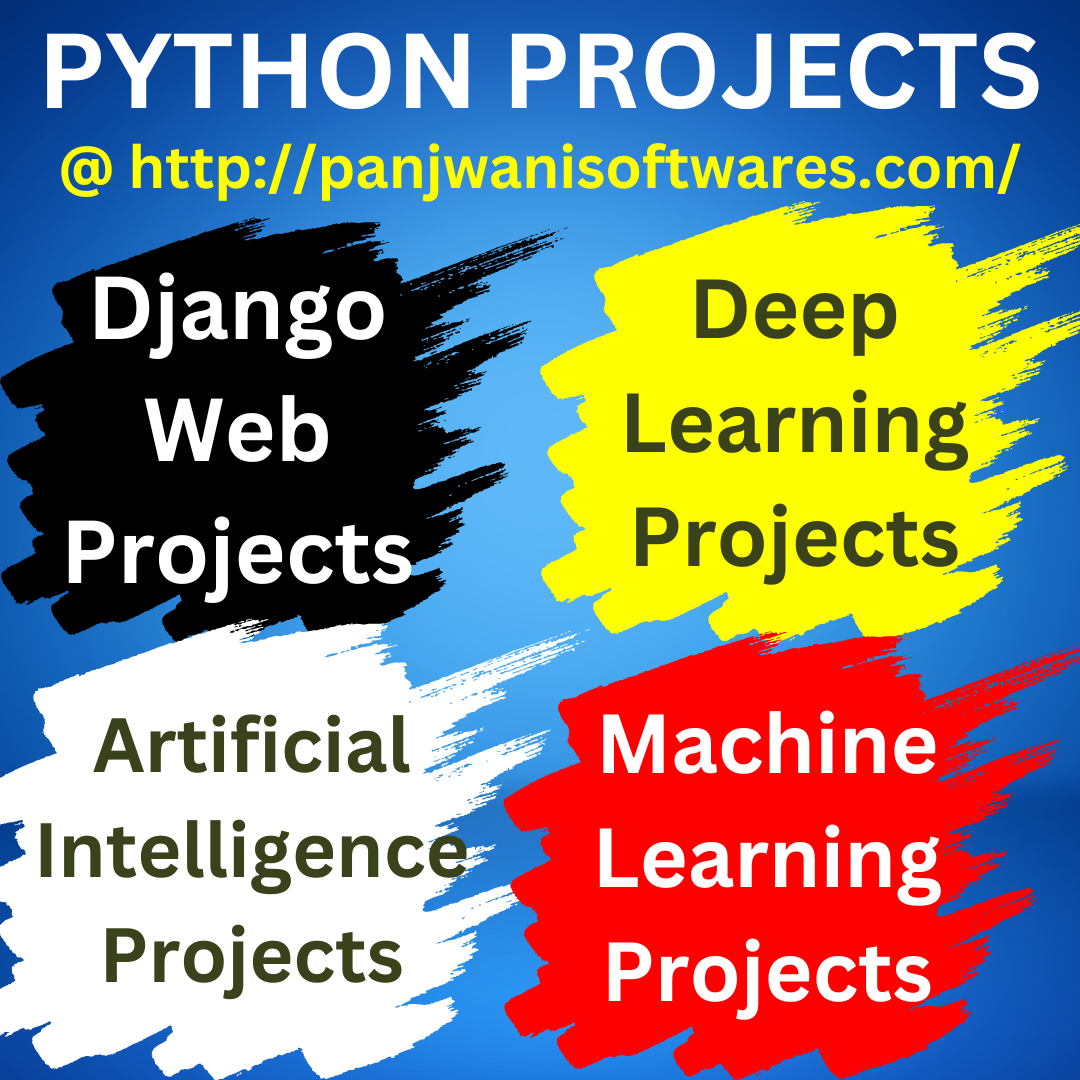 PYTHON PROJECTS
@ http://panjwanisoftwares.com/
Django
Web
Projects
Deep
Learning
Projects
Artificial
Intelligence
Projects
Machine
Learning
Projects